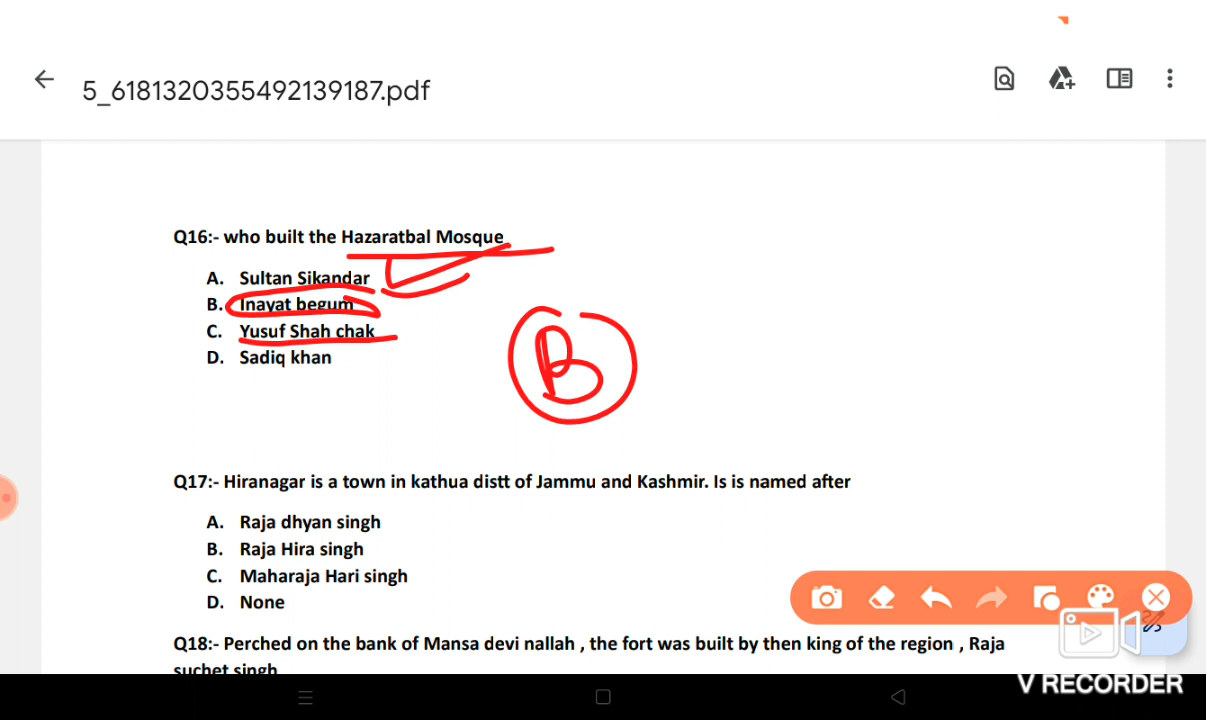 5_6181320355492139187.pdf
Q16:- who built the Hazaratbal Mosque
A. Sultan Sikandar
B. Inayat begum
C. Yusuf Shah chak
D. Sadiq khan
B
Q17:- Hiranagar is a town in kathua distt of Jammu and Kashmir. Is is named after
A. Raja dhyan singh
B. Raja Hira singh
C. Maharaja Hari singh
D. None
Q18:- Perched on the bank of Mansa devi nallah , the fort was built by then king of the region , Raja
suchet singh
V RECORDER